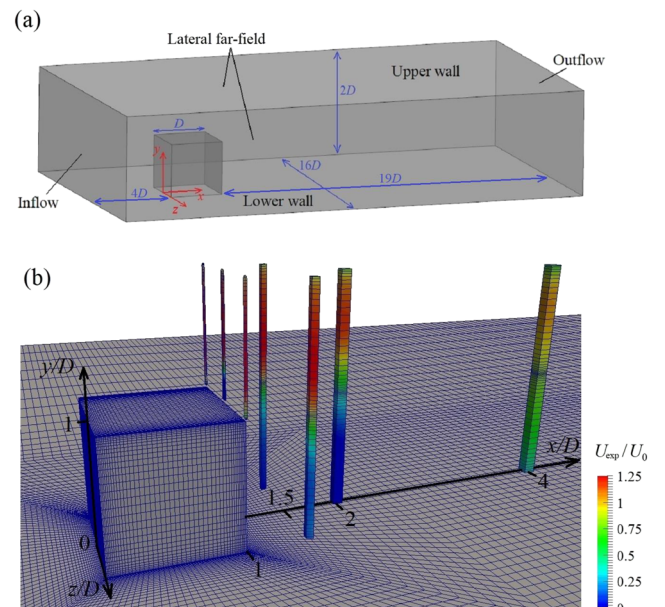 (a)
Lateral far-field
Outflow
Upper wall
2D
D
y
16D
19D
4D
x
z
Inflow
Lower wall
(b)
y/D
1
x/D
U_exp/U_0
1.25
1
0.75
0.5
0.25
0
1.5
2
4
0
1
z/D